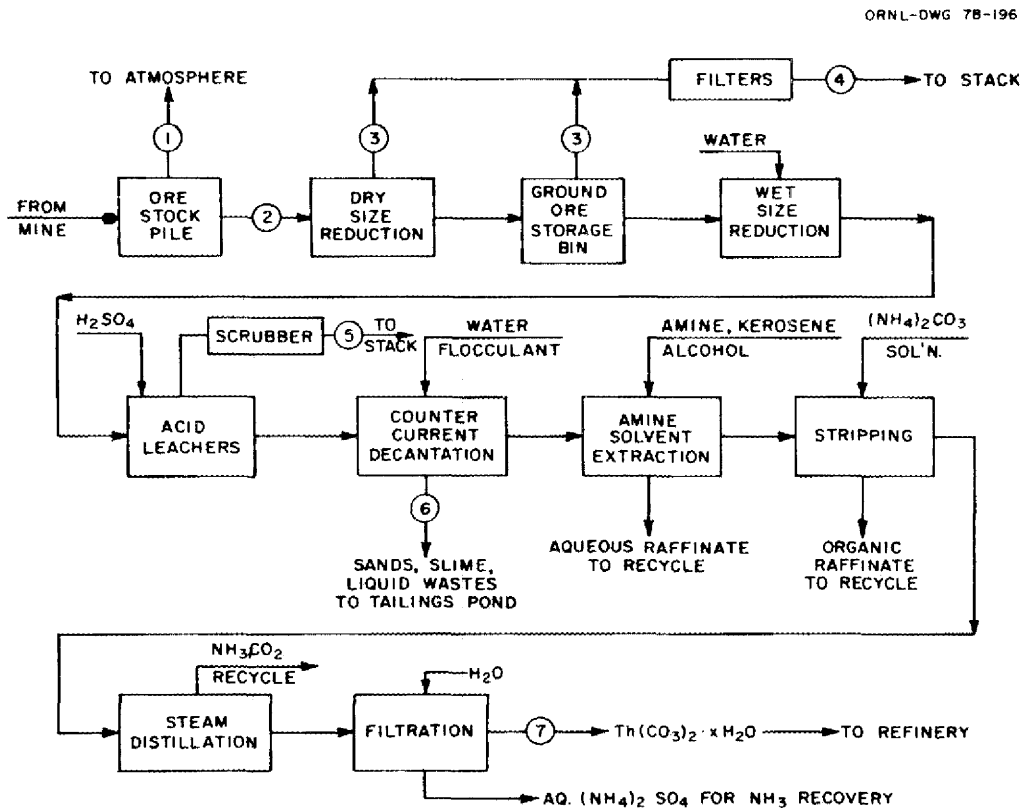 ORNL-DWG 78-196
TO ATMOSPHERE
FILTERS
4
TO STACK
1
3
3
WATER
FROM
MINE
ORE
STOCK
PILE
2
DRY
SIZE
REDUCTION
GROUND
ORE
STORAGE
BIN
WET
SIZE
REDUCTION
H₂SO₄
SCRUBBER
5
TO
STACK
WATER
FLOCCULANT
AMINE, KEROSENE
ALCOHOL
(NH₄)₂CO₃
SOL'N.
ACID
LEACHERS
COUNTER
CURRENT
DECANTATION
AMINE
SOLVENT
EXTRACTION
STRIPPING
6
SANDS, SLIME,
LIQUID WASTES
TO TAILINGS POND
AQUEOUS RAFFINATE
TO RECYCLE
ORGANIC
RAFFINATE
TO RECYCLE
NH₃,CO₂
RECYCLE
H₂O
STEAM
DISTILLATION
FILTRATION
7
Th(CO₃)₂·xH₂O
TO REFINERY
AQ. (NH₄)₂ SO₄ FOR NH₃ RECOVERY